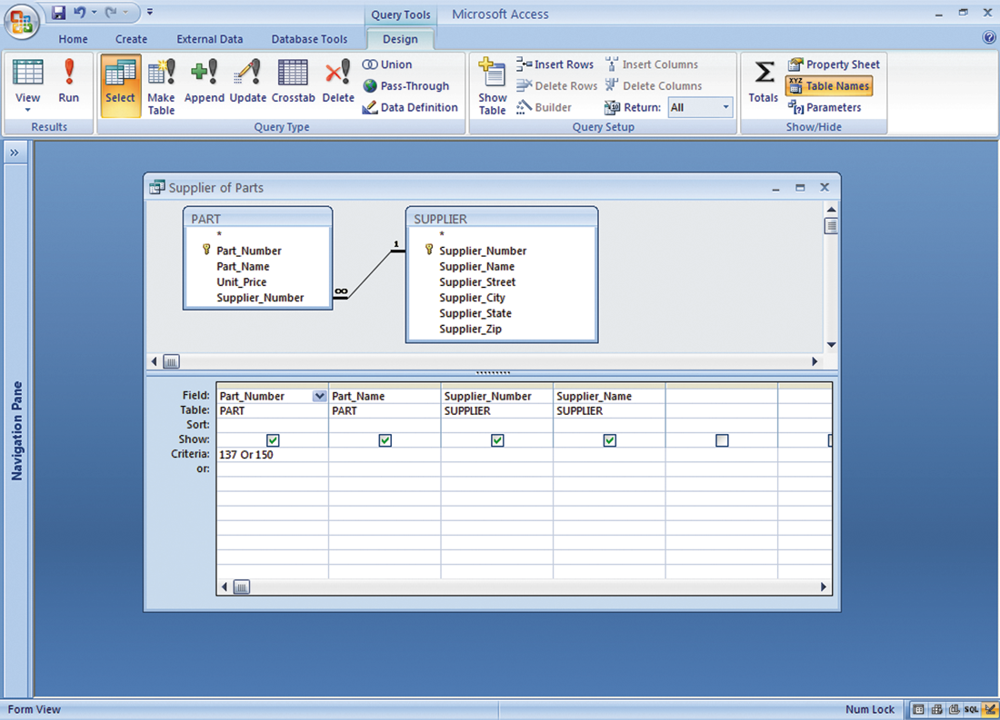 Query Tools Microsoft Access
Home Create External Data Database Tools Design
View Run Select Make Table Append Update Crosstab Delete
Union
Pass-Through
Data Definition
Show Table
Insert Rows
Delete Rows
Builder
Insert Columns
Delete Columns
Return: All
Σ
Totals
Property Sheet
XYZ Table Names
Parameters
Results Query Type Query Setup Show/Hide
»
Navigation Pane
Supplier of Parts
PART
*
Part_Number
Part_Name
Unit_Price
Supplier_Number
∞
1
SUPPLIER
*
Supplier_Number
Supplier_Name
Supplier_Street
Supplier_City
Supplier_State
Supplier_Zip
Field: Part_Number Part_Name Supplier_Number Supplier_Name
Table: PART PART SUPPLIER SUPPLIER
Sort:
Show:
Criteria: 137 Or 150
or:
Form View Num Lock SQL